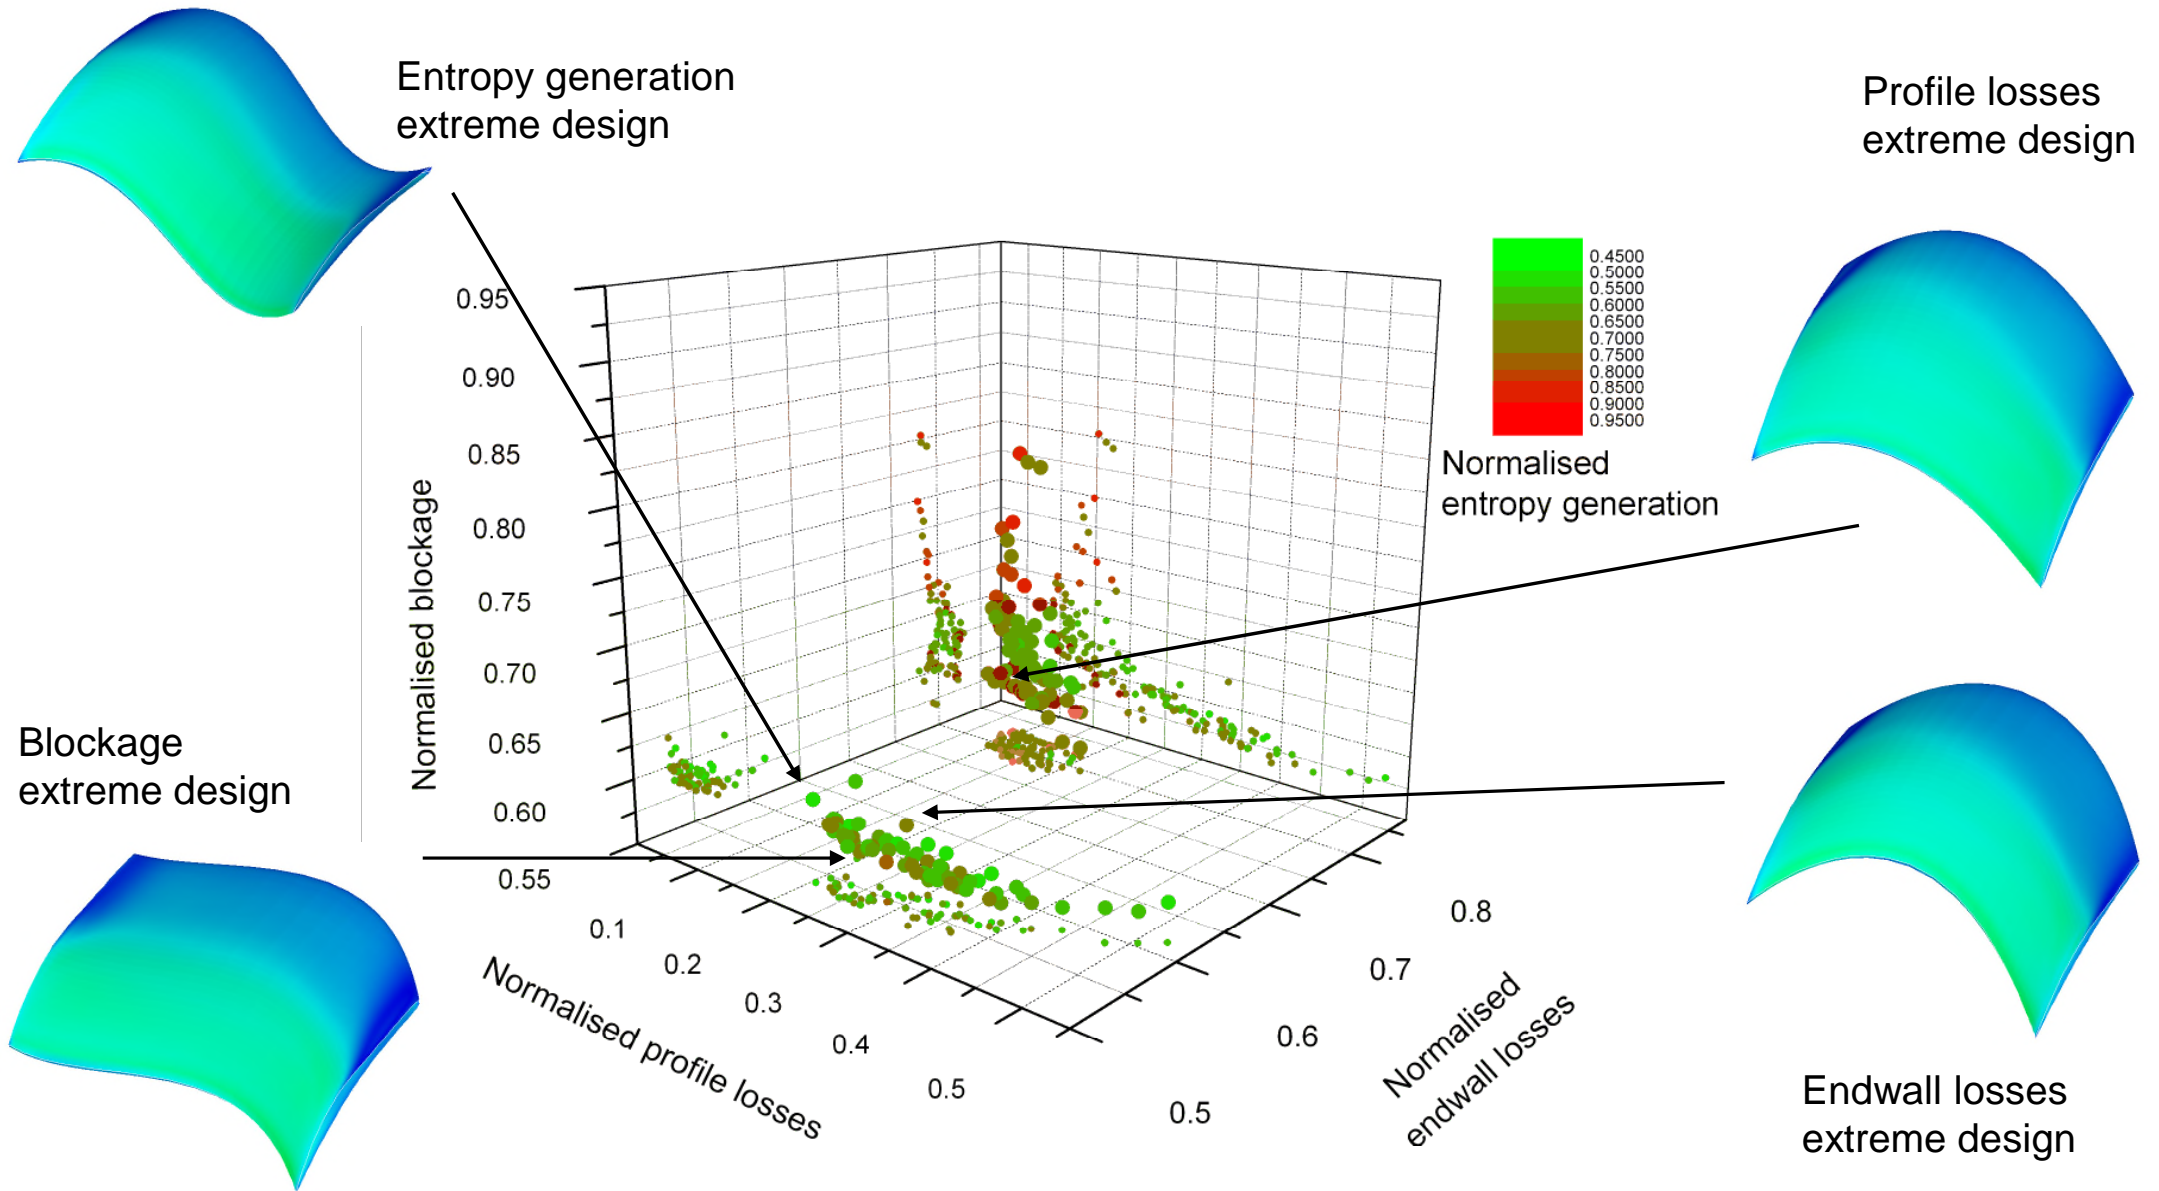 Entropy generation
extreme design
Profile losses
extreme design
0.4500
0.5000
0.5500
0.6000
0.6500
0.7000
0.7500
0.8000
0.8500
0.9000
0.9500
Normalised
entropy generation
0.95
0.90
0.85
0.80
0.75
0.70
0.65
0.60
0.55
Normalised blockage
Blockage
extreme design
0.1
0.2
0.3
0.4
0.5
Normalised profile losses
0.8
0.7
0.6
0.5
Normalised
endwall losses
Endwall losses
extreme design